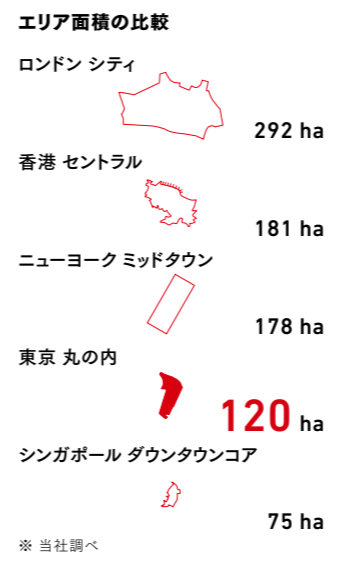 エリア面積の比較
ロンドン シティ
292 ha
香港 セントラル
181 ha
ニューヨーク ミッドタウン
178 ha
東京 丸の内
120 ha
シンガポール ダウンタウンコア
75 ha
※ 当社調べ